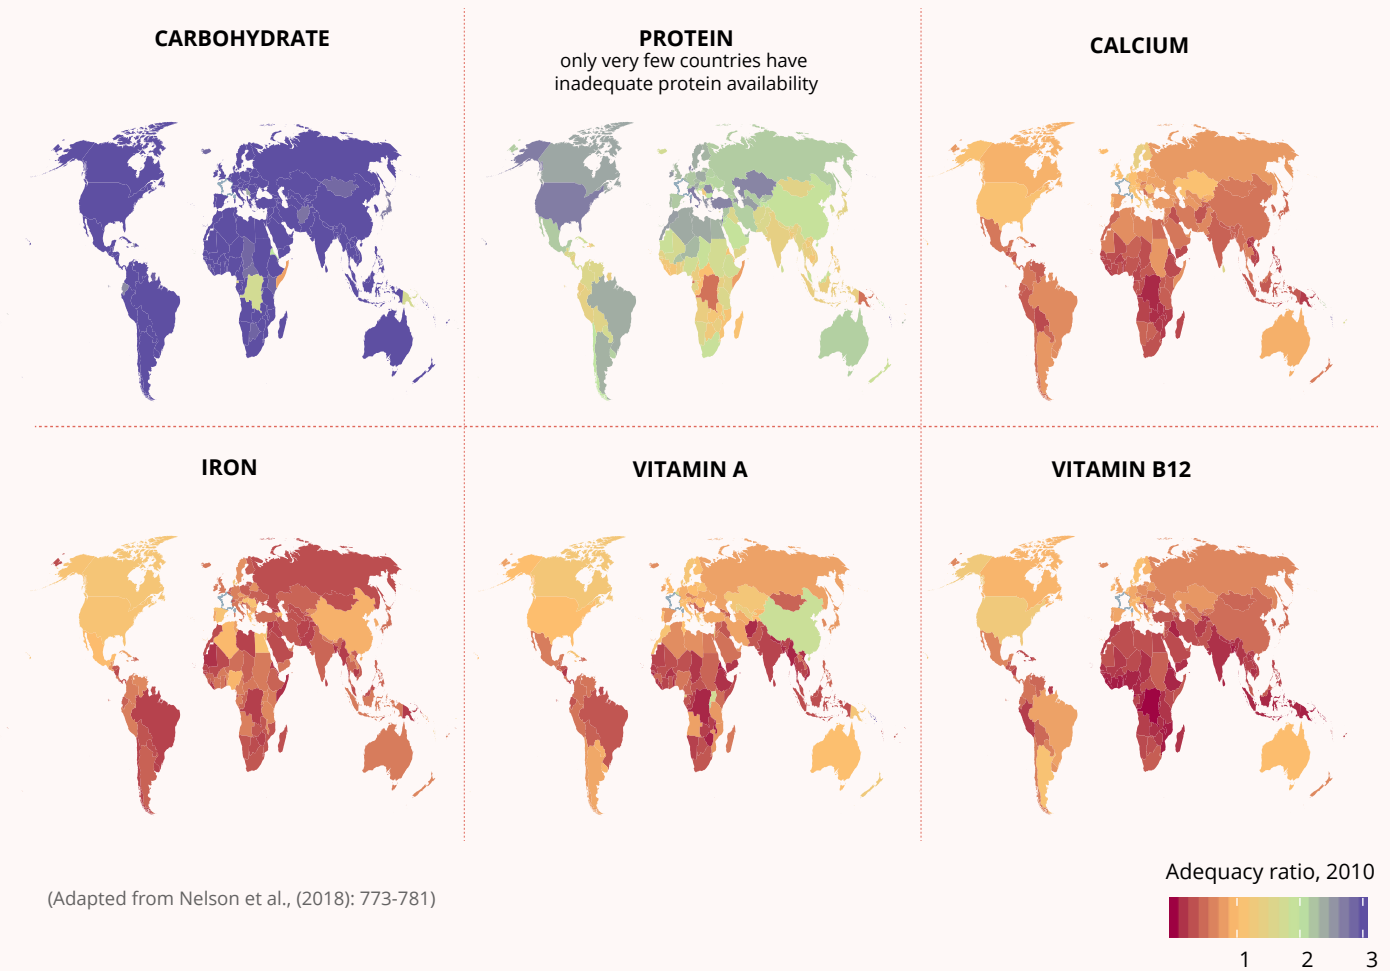 CARBOHYDRATE
PROTEIN
only very few countries have
inadequate protein availability
CALCIUM
IRON
VITAMIN A
VITAMIN B12
(Adapted from Nelson et al., (2018): 773-781)
Adequacy ratio, 2010
1 2 3